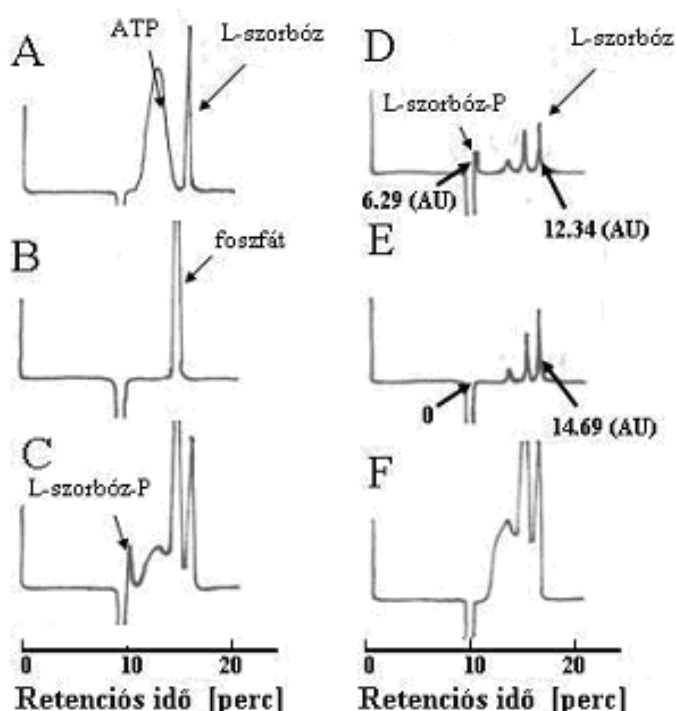 A
ATP
L-szorbóz
B
foszfát
C
L-szorbóz-P
0 10 20
Retenciós idő [perc]
D
L-szorbóz
L-szorbóz-P
6.29 (AU)
12.34 (AU)
E
0
14.69 (AU)
F
0 10 20
Retenciós idő [perc]